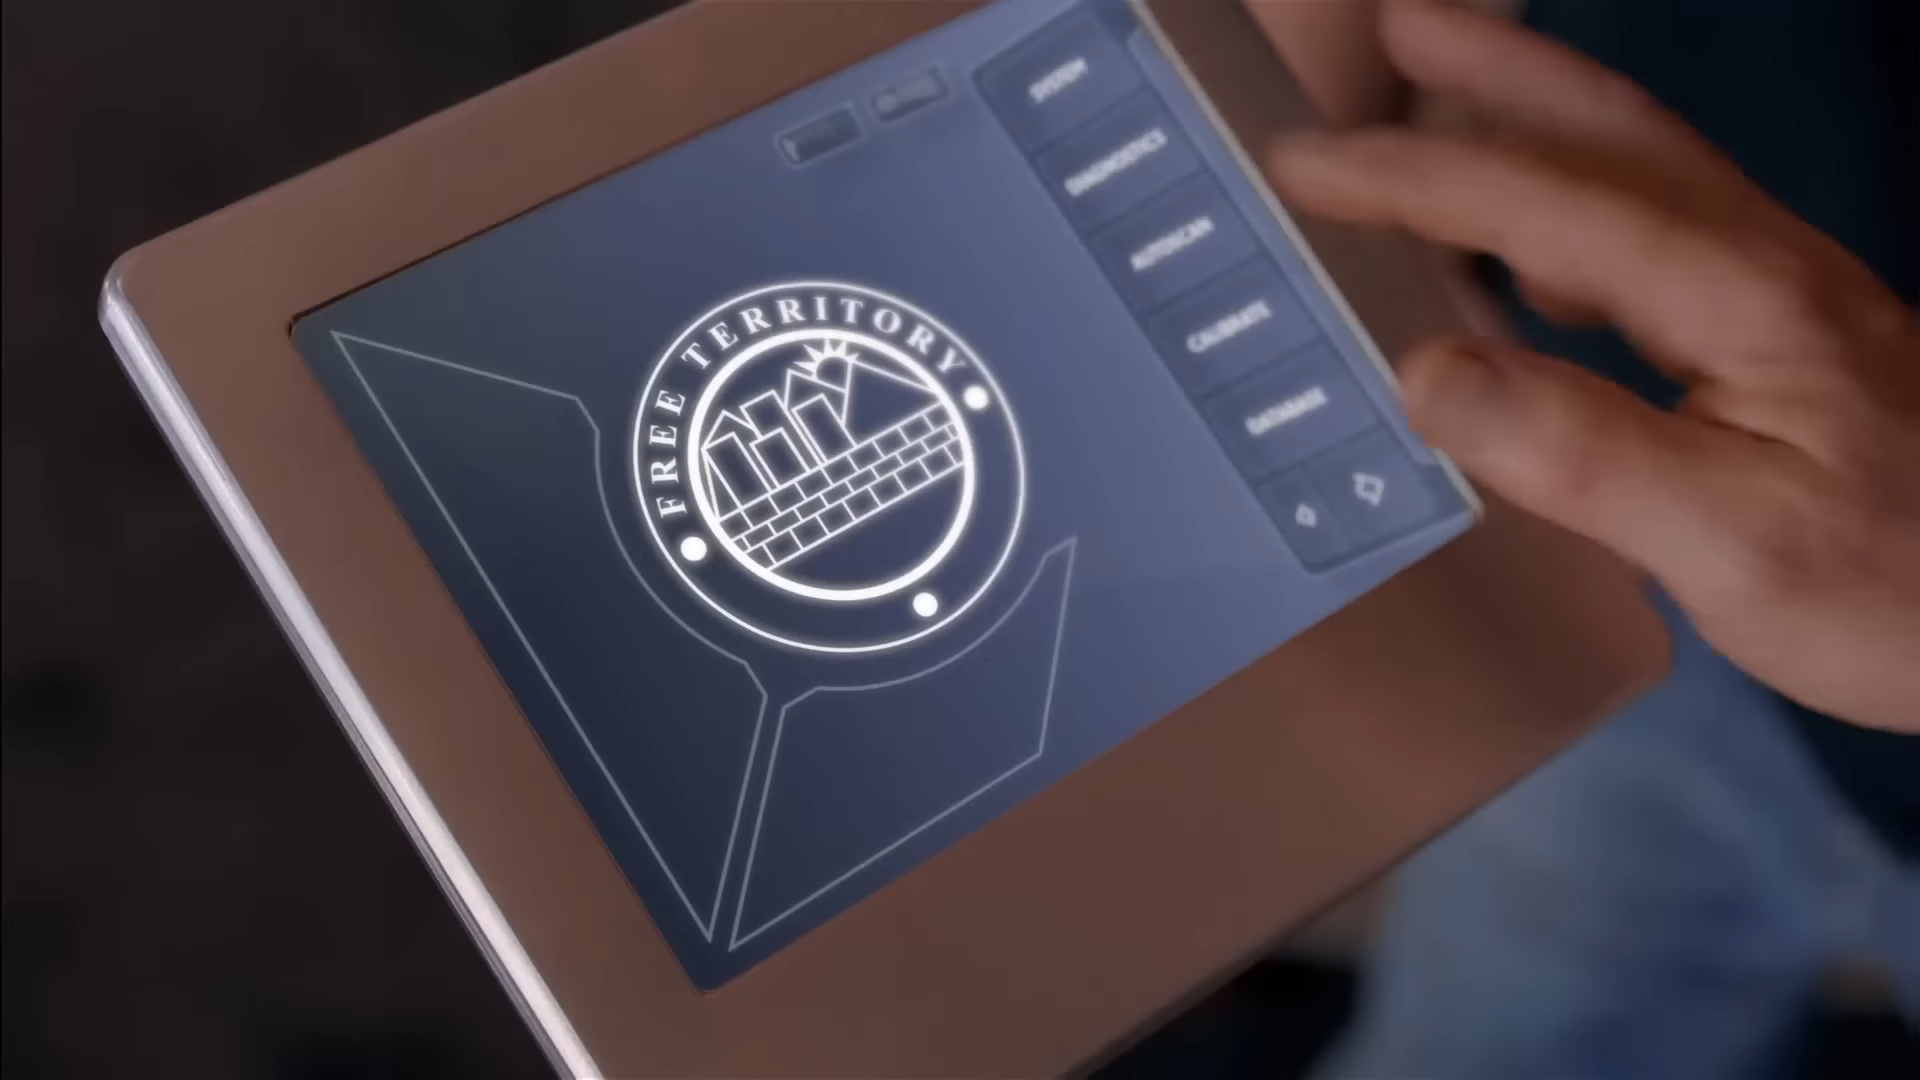 FREE TERRITORY
SYSTEM
DIAGNOSTICS
AUTOSCAN
CALIBRATE
DATABASE